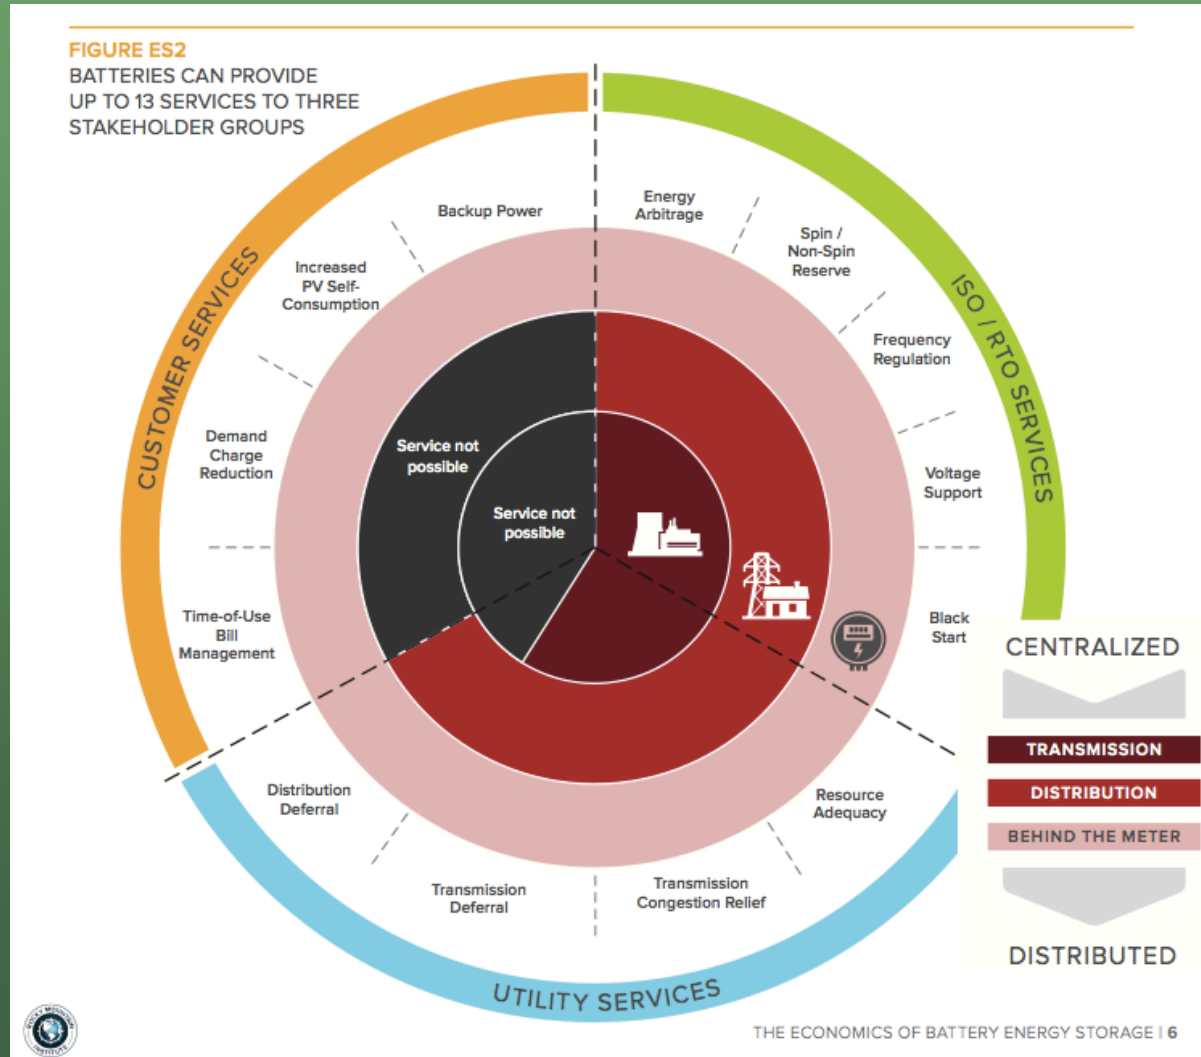 FIGURE ES2
BATTERIES CAN PROVIDE
UP TO 13 SERVICES TO THREE
STAKEHOLDER GROUPS
CUSTOMER SERVICES
ISO / RTO SERVICES
UTILITY SERVICES
Backup Power
Increased
PV Self-
Consumption
Demand
Charge
Reduction
Time-of-Use
Bill
Management
Energy
Arbitrage
Spin /
Non-Spin
Reserve
Frequency
Regulation
Voltage
Support
Black
Start
Resource
Adequacy
Transmission
Congestion Relief
Transmission
Deferral
Distribution
Deferral
Service not
possible
Service not
possible
CENTRALIZED
TRANSMISSION
DISTRIBUTION
BEHIND THE METER
DISTRIBUTED
ROCKY MOUNTAIN
INSTITUTE
THE ECONOMICS OF BATTERY ENERGY STORAGE | 6